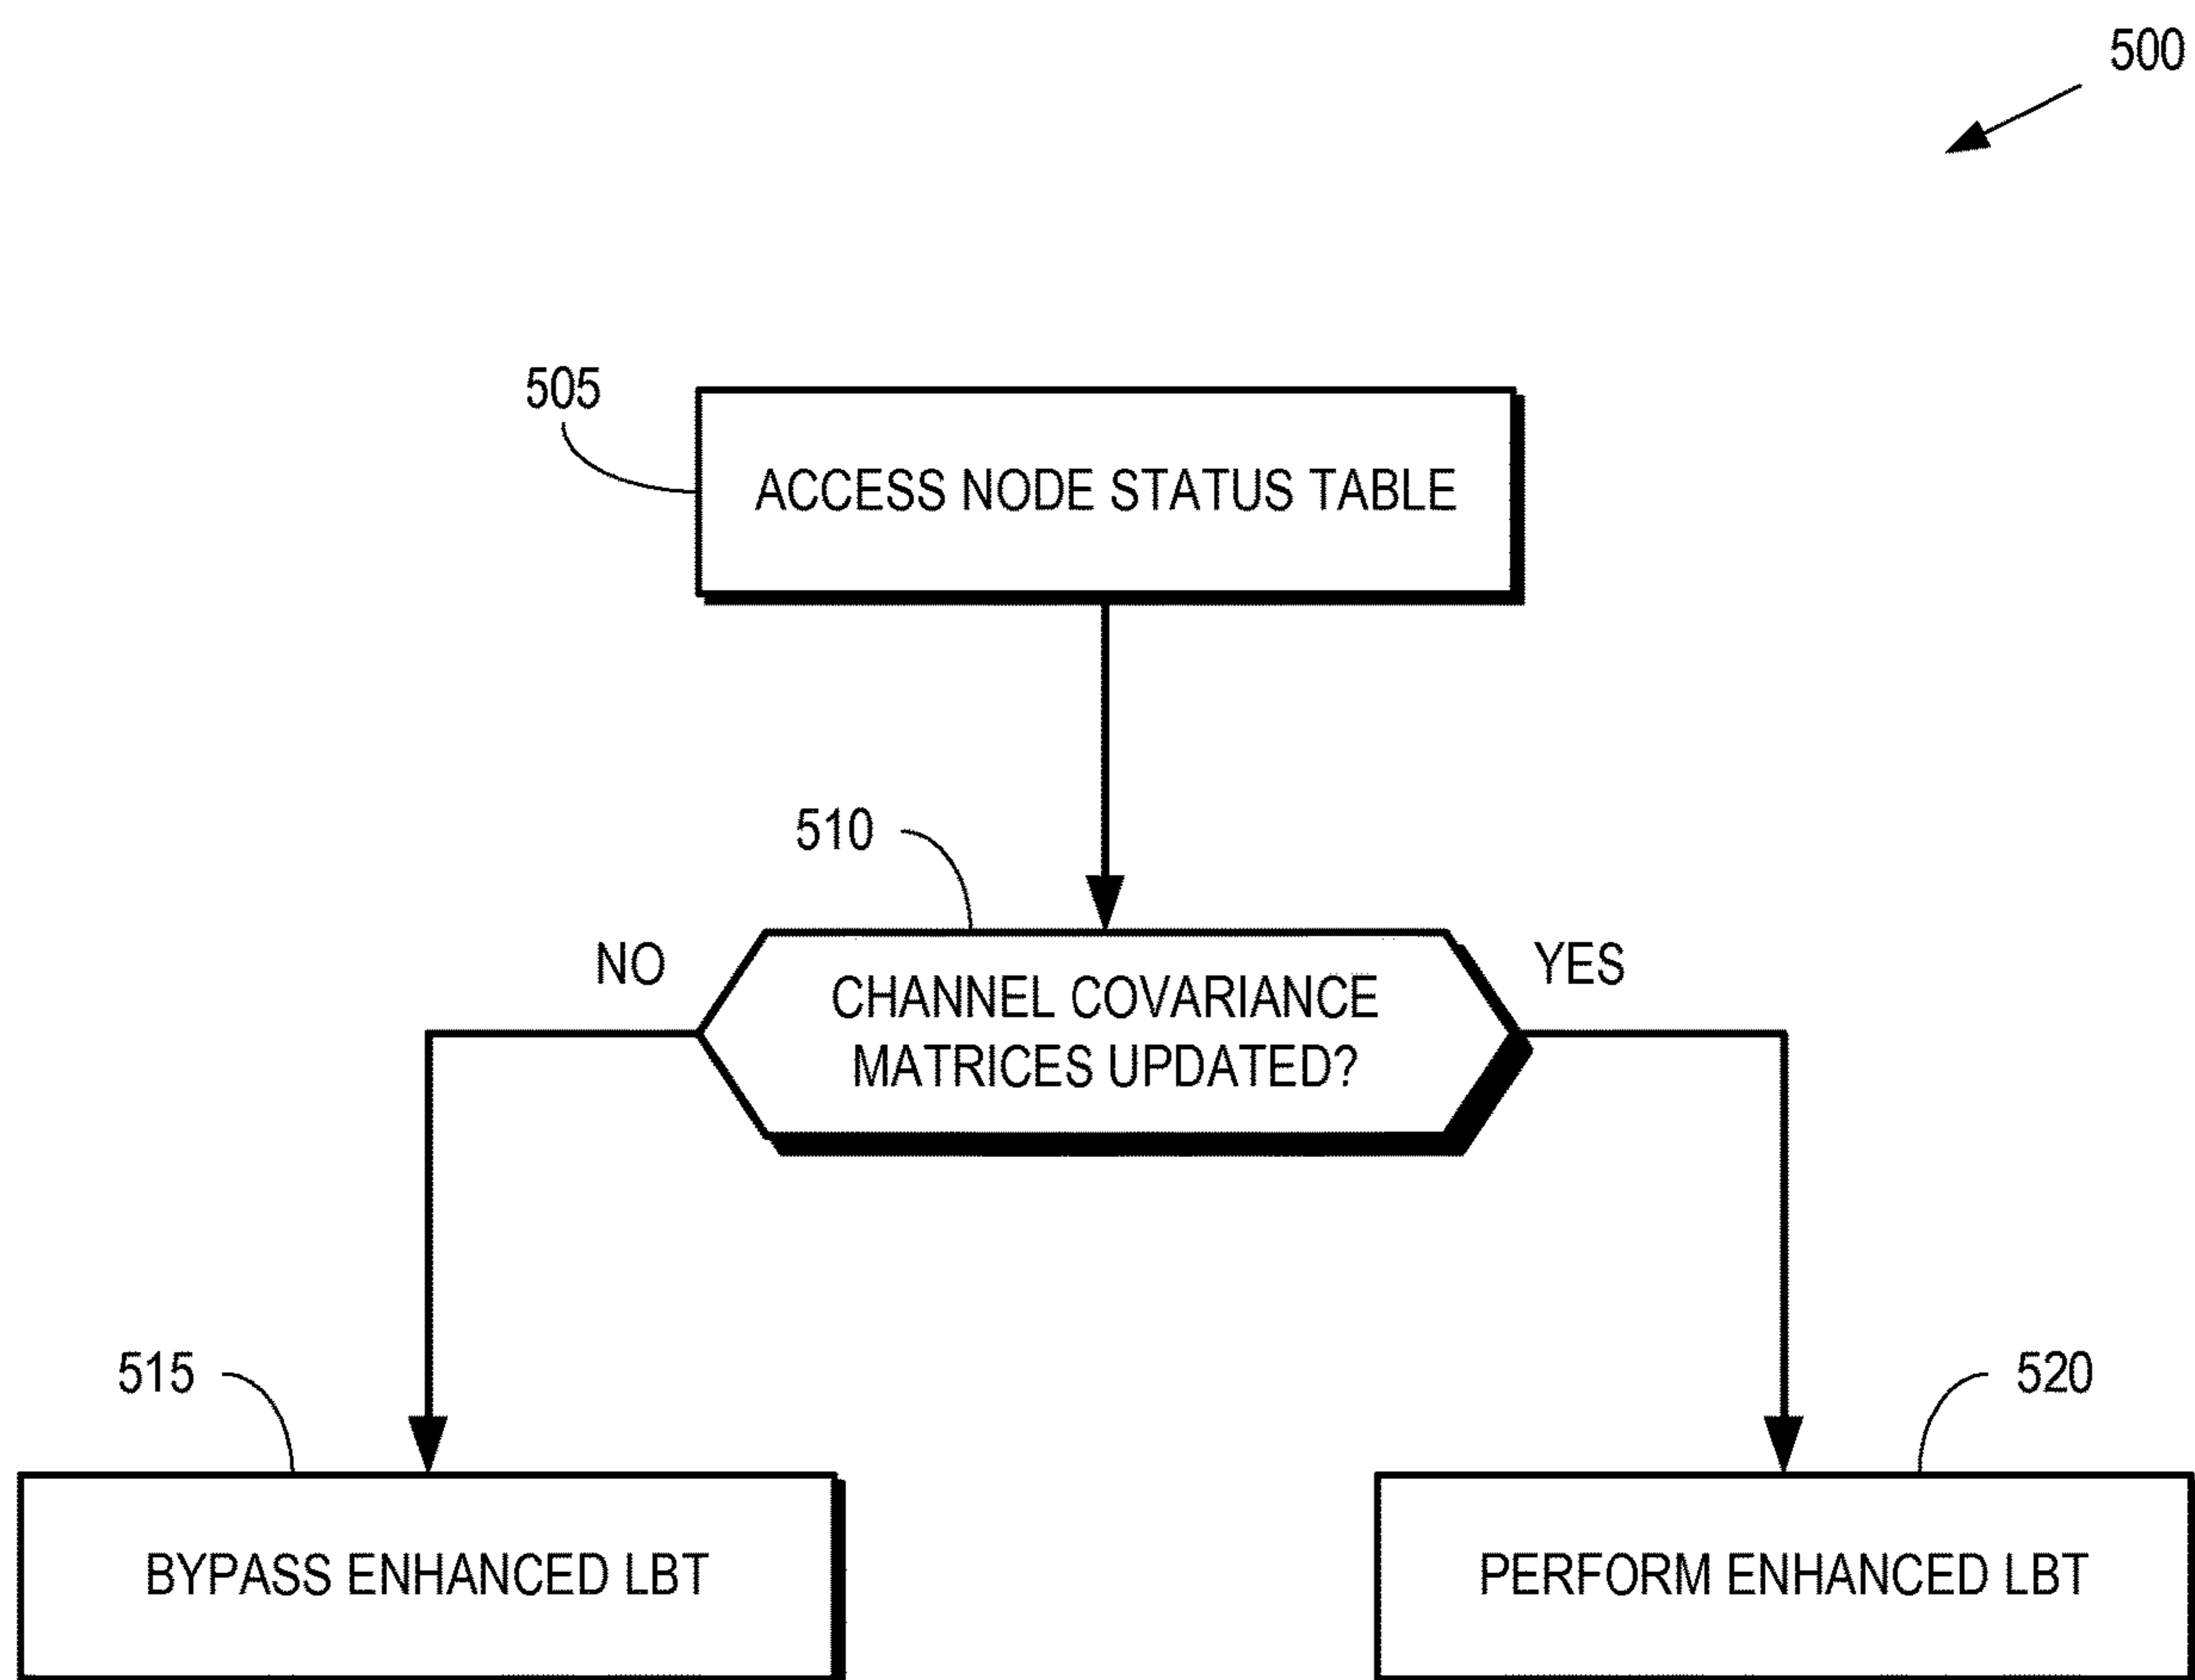 500
505
ACCESS NODE STATUS TABLE
510
NO
YES
CHANNEL COVARIANCE
MATRICES UPDATED?
515
520
BYPASS ENHANCED LBT
PERFORM ENHANCED LBT